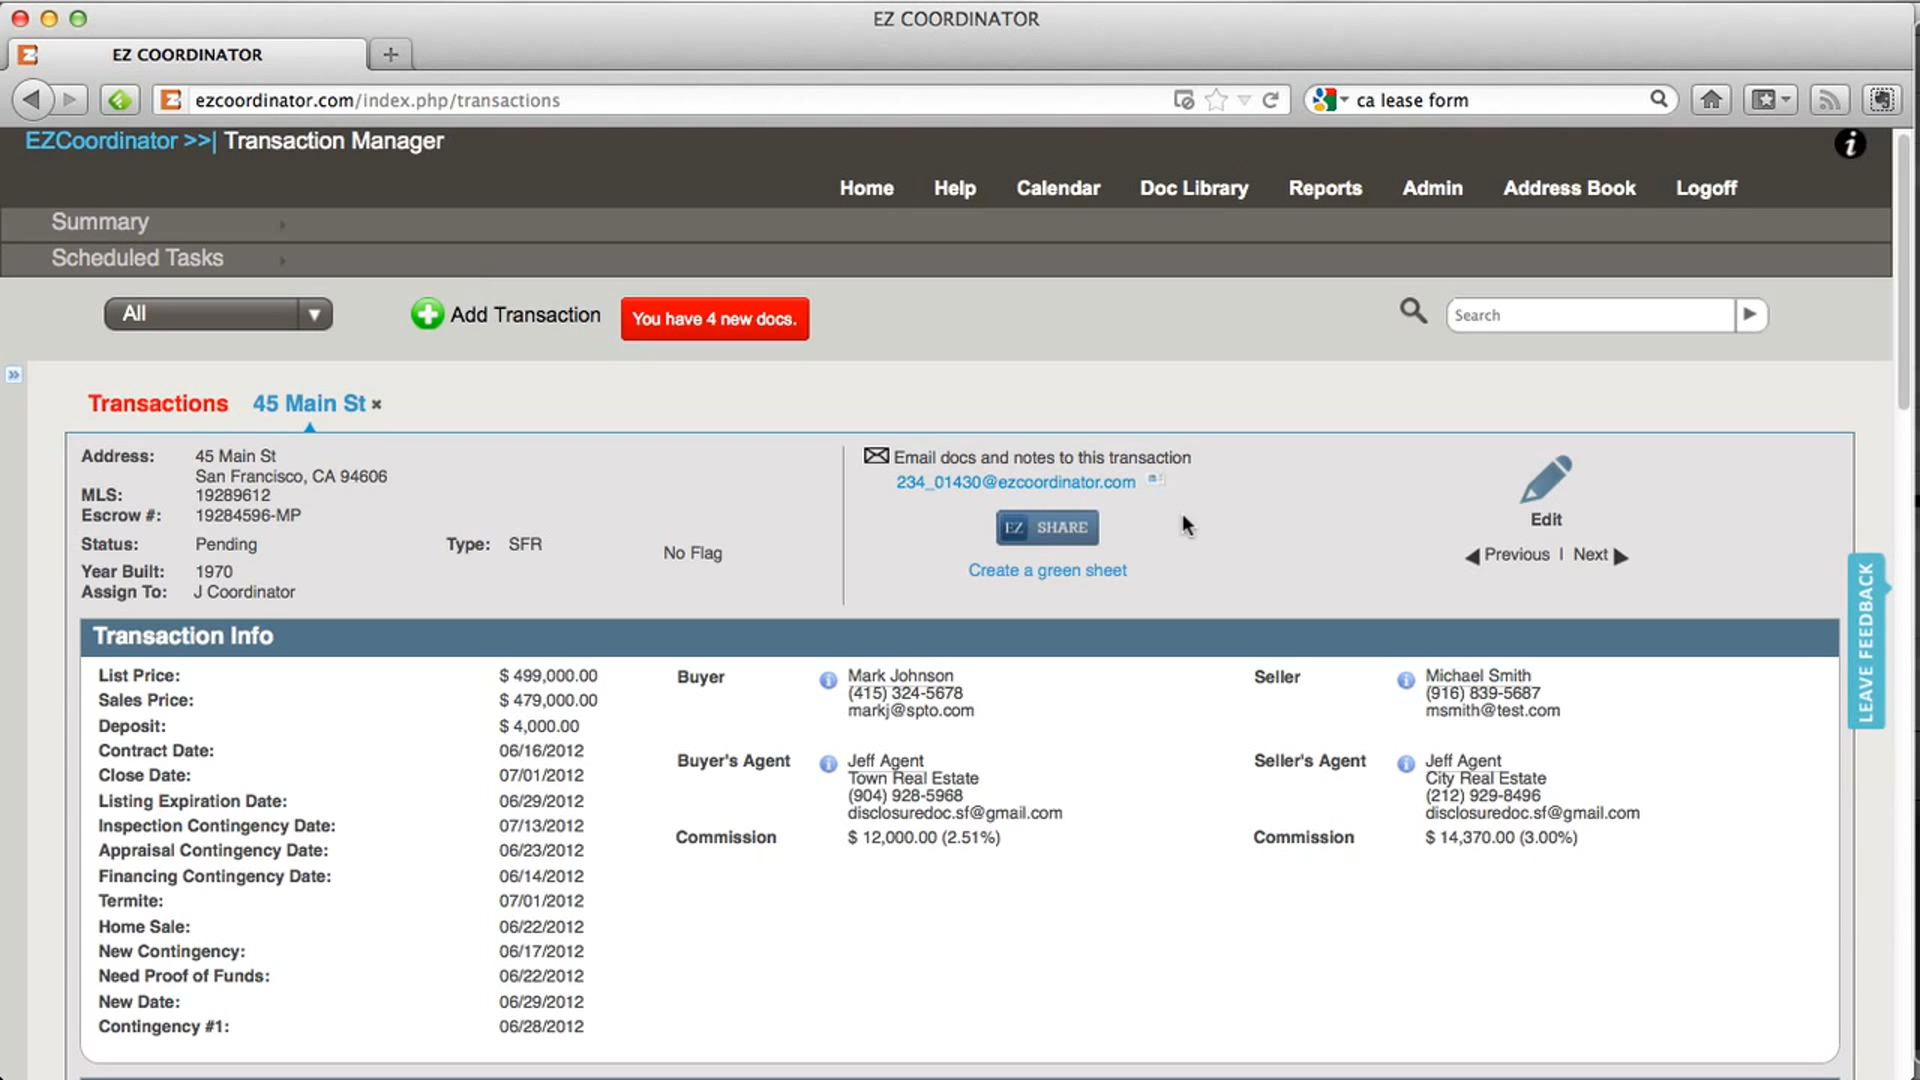 EZ COORDINATOR
EZ COORDINATOR
ezcoordinator.com/index.php/transactions
ca lease form
EZCoordinator >>| Transaction Manager
Home Help Calendar Doc Library Reports Admin Address Book Logoff
Summary
Scheduled Tasks
All
Add Transaction
You have 4 new docs.
Search
Transactions 45 Main St
Address: 45 Main St
San Francisco, CA 94606
MLS: 19289612
Escrow #: 19284596-MP
Status: Pending
Type: SFR
No Flag
Year Built: 1970
Assign To: J Coordinator
Email docs and notes to this transaction
234_01430@ezcoordinator.com
EZ SHARE
Create a green sheet
Edit
Previous | Next
LEAVE FEEDBACK
Transaction Info
List Price: $ 499,000.00
Sales Price: $ 479,000.00
Deposit: $ 4,000.00
Contract Date: 06/16/2012
Close Date: 07/01/2012
Listing Expiration Date: 06/29/2012
Inspection Contingency Date: 07/13/2012
Appraisal Contingency Date: 06/23/2012
Financing Contingency Date: 06/14/2012
Termite: 07/01/2012
Home Sale: 06/22/2012
New Contingency: 06/17/2012
Need Proof of Funds: 06/22/2012
New Date: 06/29/2012
Contingency #1: 06/28/2012
Buyer Mark Johnson
(415) 324-5678
markj@spto.com
Buyer's Agent Jeff Agent
Town Real Estate
(904) 928-5968
disclosuredoc.sf@gmail.com
Commission $ 12,000.00 (2.51%)
Seller Michael Smith
(916) 839-5687
msmith@test.com
Seller's Agent Jeff Agent
City Real Estate
(212) 929-8496
disclosuredoc.sf@gmail.com
Commission $ 14,370.00 (3.00%)